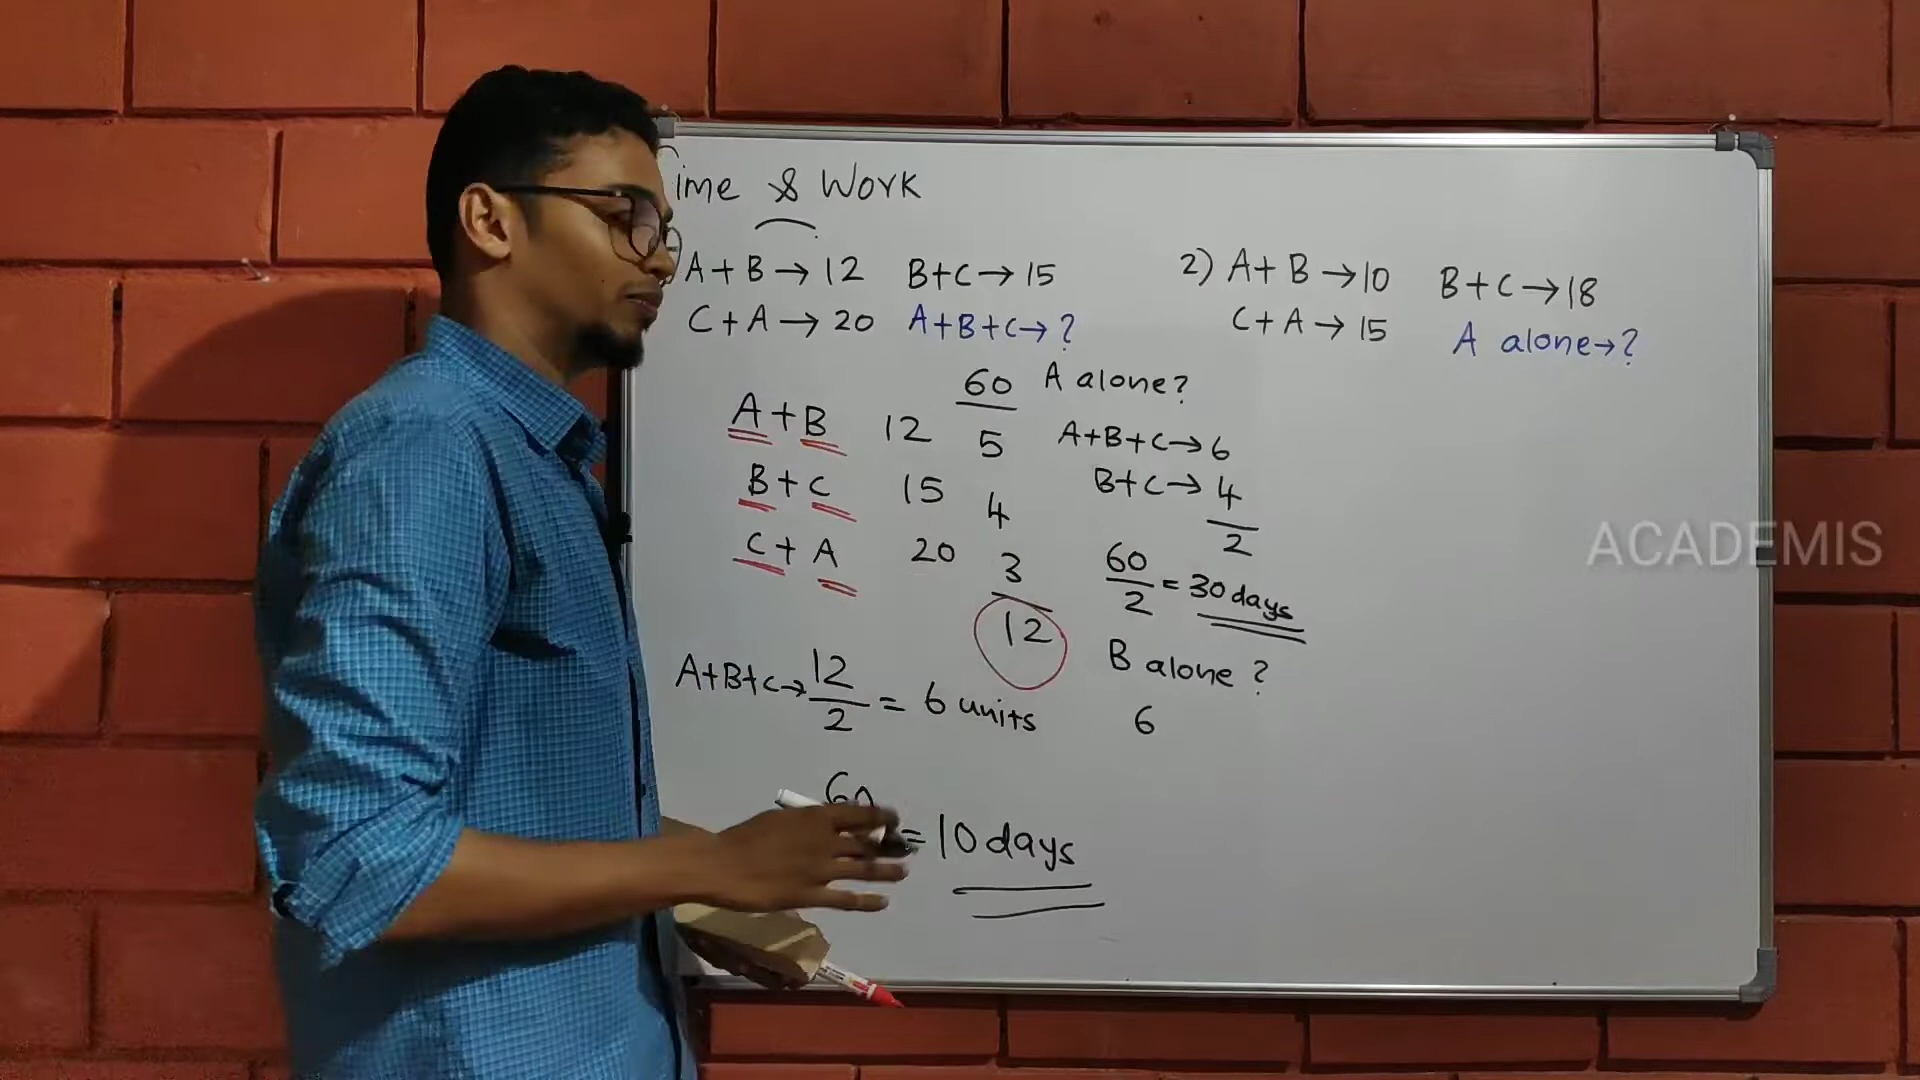 ime & Work
A + B → 12 B+C → 15
C + A → 20 A+B+C → ?
2) A + B → 10 B + C → 18
C + A → 15 A alone → ?
60 A alone ?
A + B 12 5
B + C 15 4
C + A 20 3
12
A+B+C → 6
B+C → 4
2
60
2 = 30 days
B alone ?
6
A+B+C → 12
2 = 6 units
60
= 10 days
ACADEMIS